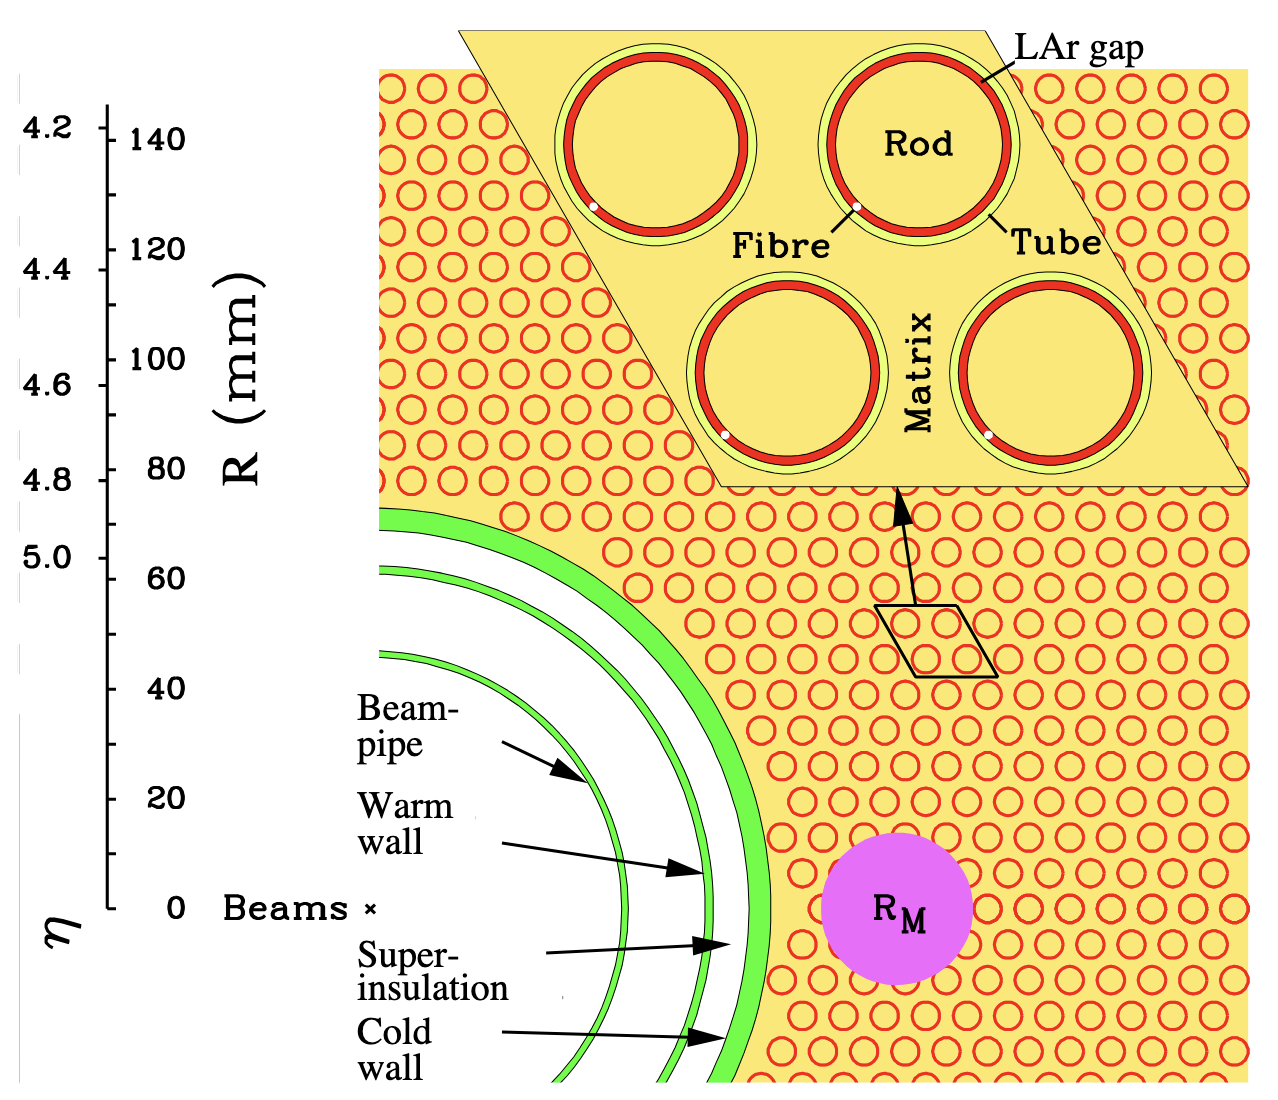 LAr gap
4.2
140
Rod
120
Fibre
Tube
4.4
R (mm)
Matrix
100
4.6
80
4.8
5.0
60
40
Beam-
pipe
20
Warm
wall
0
Beams ×
R_M
η
Super-
insulation
Cold
wall